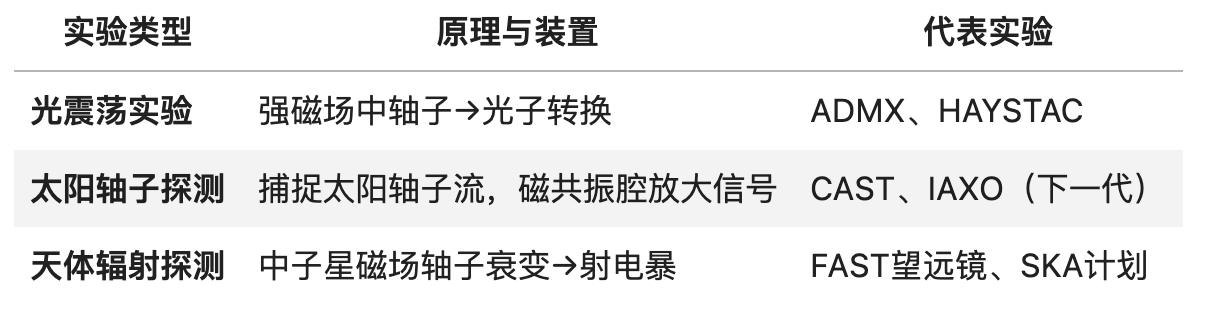 实验类型 原理与装置 代表实验
光震荡实验 强磁场中轴子→光子转换 ADMX、HAYSTAC
太阳轴子探测 捕捉太阳轴子流，磁共振腔放大信号 CAST、IAXO（下一代）
天体辐射探测 中子星磁场轴子衰变→射电暴 FAST望远镜、SKA计划